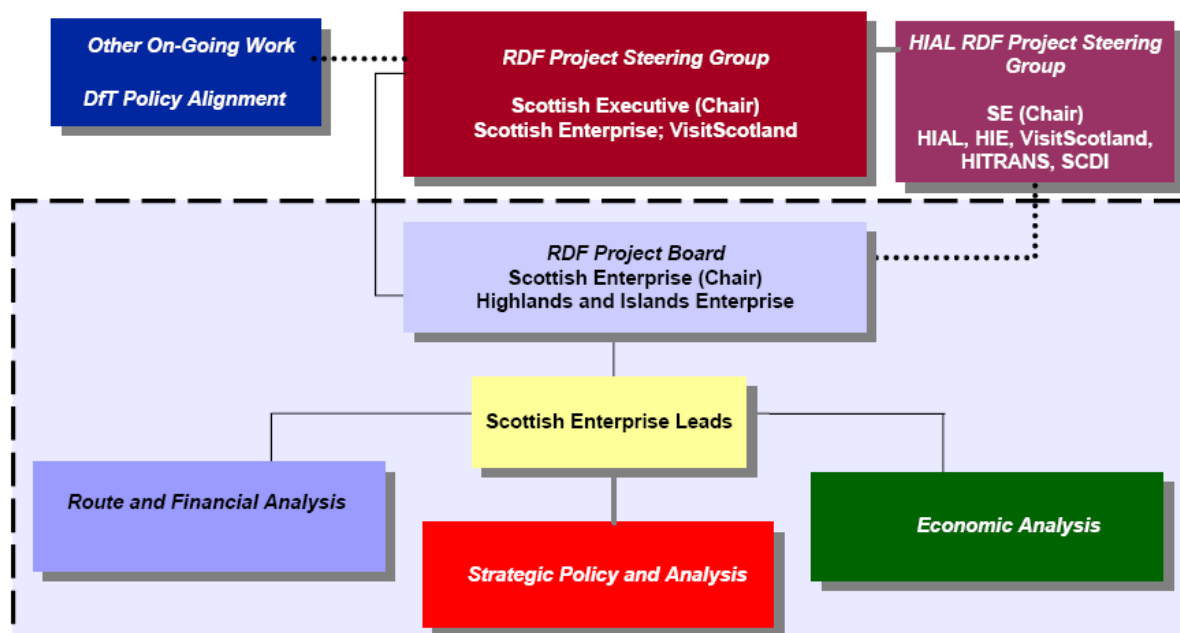 Other On-Going Work
DfT Policy Alignment
RDF Project Steering Group
Scottish Executive (Chair)
Scottish Enterprise; VisitScotland
HIAL RDF Project Steering
Group
SE (Chair)
HIAL, HIE, VisitScotland,
HITRANS, SCDI
RDF Project Board
Scottish Enterprise (Chair)
Highlands and Islands Enterprise
Scottish Enterprise Leads
Route and Financial Analysis
Strategic Policy and Analysis
Economic Analysis